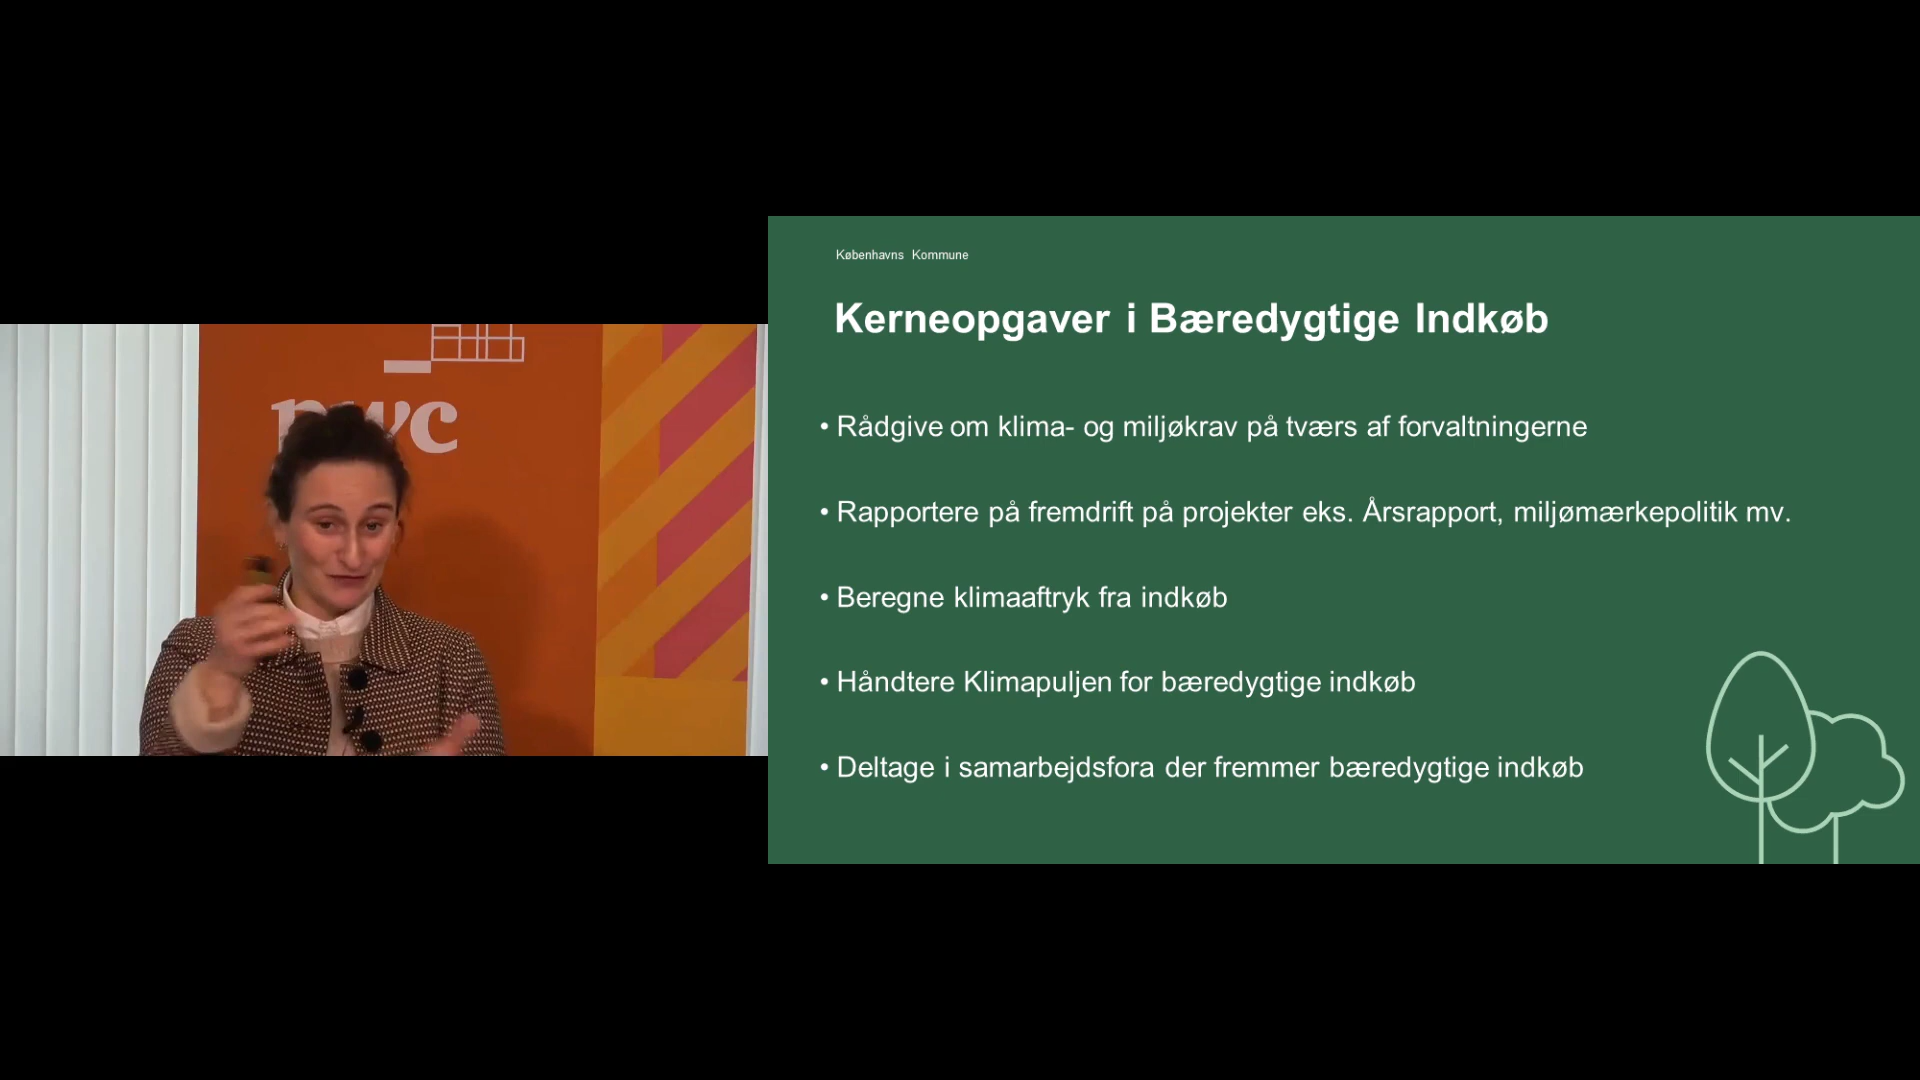 pwc
Københavns Kommune
Kerneopgaver i Bæredygtige Indkøb
• Rådgive om klima- og miljøkrav på tværs af forvaltningerne
• Rapportere på fremdrift på projekter eks. Årsrapport, miljømærkepolitik mv.
• Beregne klimaaftryk fra indkøb
• Håndtere Klimapuljen for bæredygtige indkøb
• Deltage i samarbejdsfora der fremmer bæredygtige indkøb